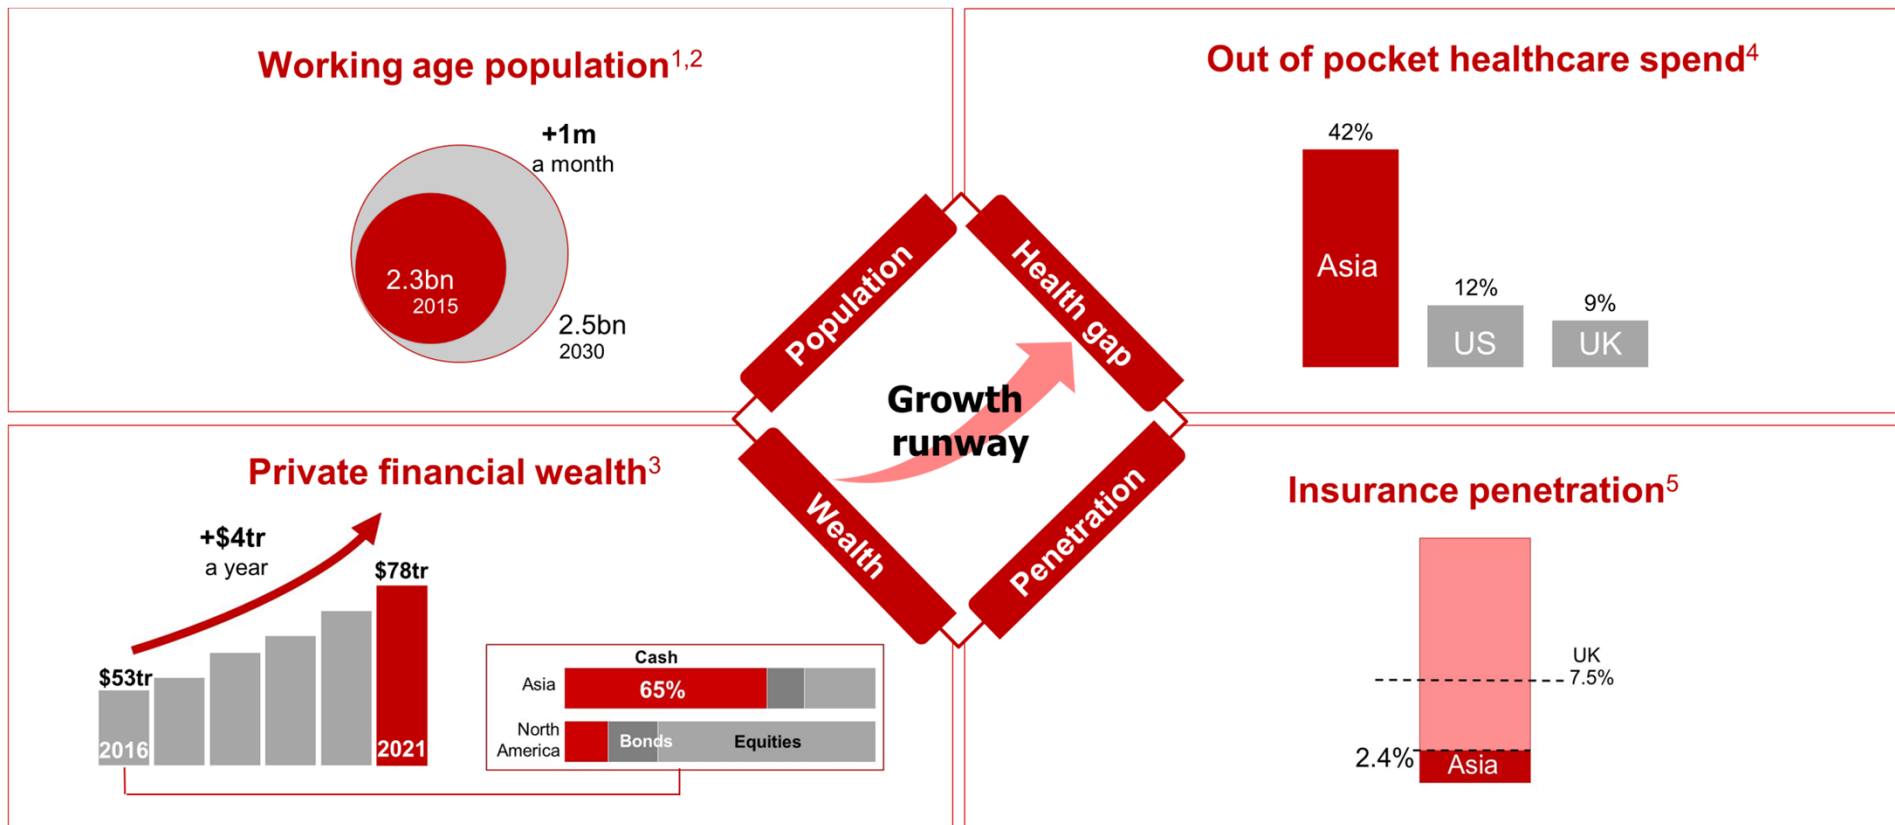 Working age population1,2
+1m
a month
2.3bn
2015
2.5bn
2030
Out of pocket healthcare spend4
42%
Asia
12%
US
9%
UK
Population
Health gap
Growth
runway
Wealth
Penetration
Private financial wealth3
+$4tr
a year
$53tr
2016
$78tr
2021
Cash
Asia
65%
North
America
Bonds
Equities
Insurance penetration5
UK
7.5%
2.4%
Asia